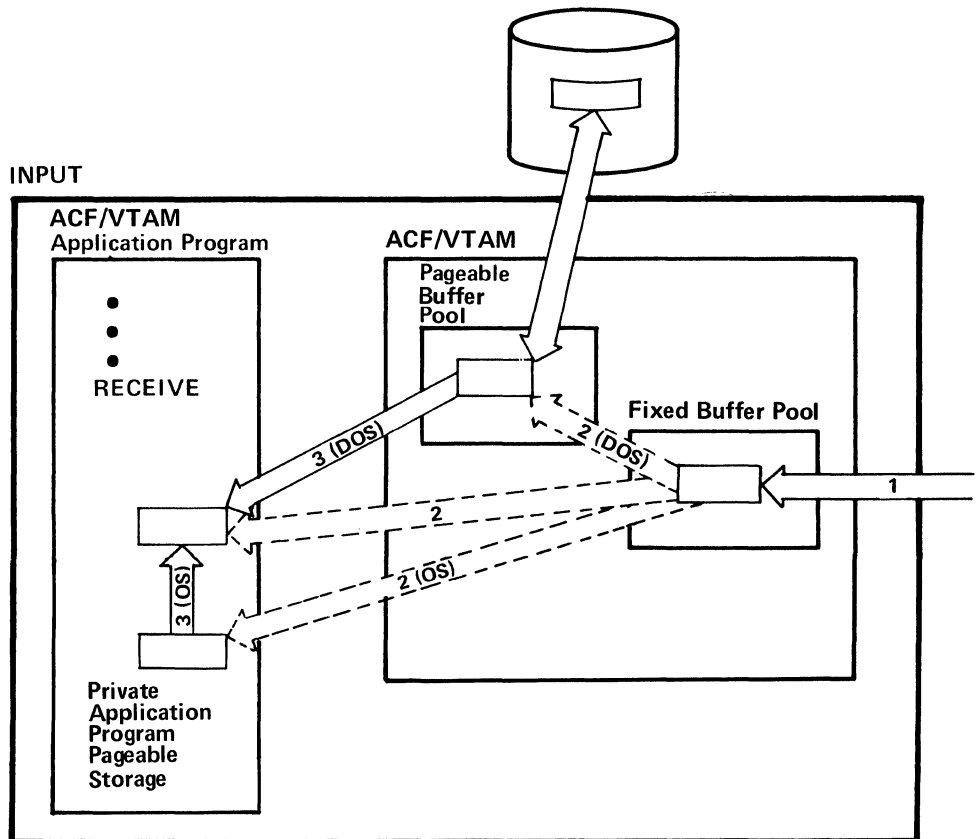 INPUT
ACF/VTAM
Application Program
RECEIVE
3 (OS)
Private
Application
Program
Pageable
Storage
ACF/VTAM
Pageable
Buffer
Pool
3 (DOS)
2 (DOS)
2
2 (OS)
Fixed Buffer Pool
1